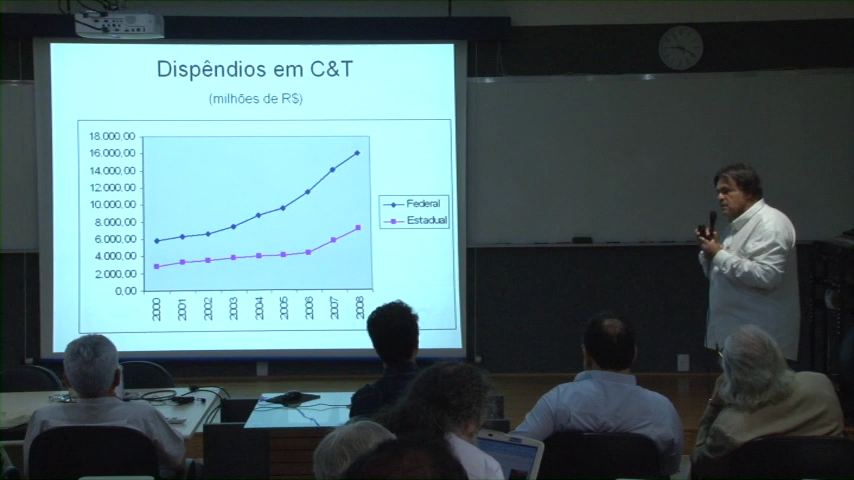 Dispêndios em C&T
(milhões de R$)
18.000,00
16.000,00
14.000,00
12.000,00
10.000,00
8.000,00
6.000,00
4.000,00
2.000,00
0,00
2000 2001 2002 2003 2004 2005 2006 2007 2008
Federal
Estadual